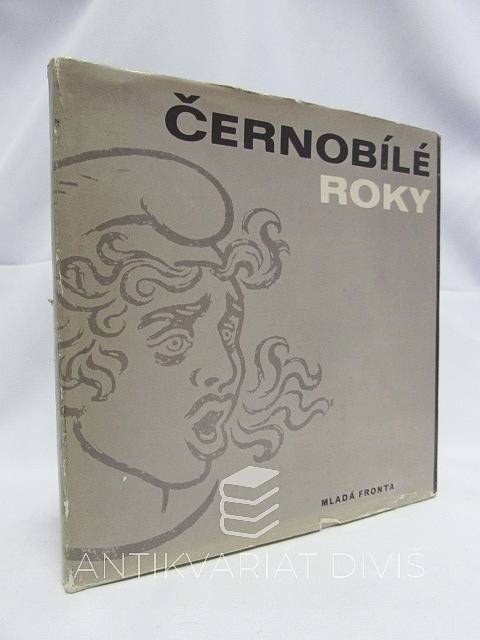 ČERNOBÍLÉ
ROKY
MLADÁ FRONTA
ANTIKVARIAT DIVIŠ